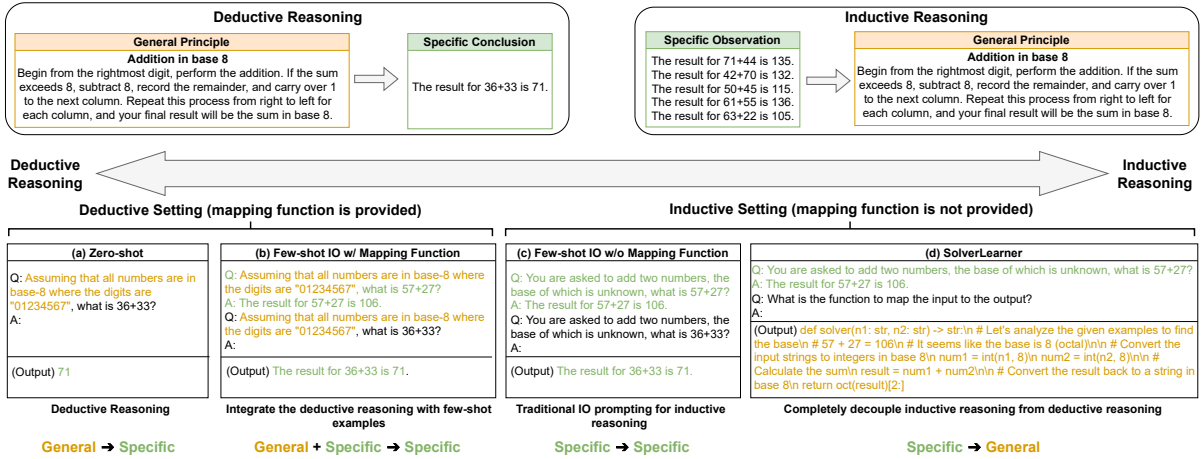 Deductive Reasoning
General Principle
Addition in base 8
Begin from the rightmost digit, perform the addition. If the sum
exceeds 8, subtract 8, record the remainder, and carry over 1
to the next column. Repeat this process from right to left for
each column, and your final result will be the sum in base 8.
Specific Conclusion
The result for 36+33 is 71.
Inductive Reasoning
Specific Observation
The result for 71+44 is 135.
The result for 42+70 is 132.
The result for 50+45 is 115.
The result for 61+55 is 136.
The result for 63+22 is 105.
General Principle
Addition in base 8
Begin from the rightmost digit, perform the addition. If the sum
exceeds 8, subtract 8, record the remainder, and carry over 1
to the next column. Repeat this process from right to left for
each column, and your final result will be the sum in base 8.
Deductive
Reasoning
Inductive
Reasoning
Deductive Setting (mapping function is provided)
Inductive Setting (mapping function is not provided)
(a) Zero-shot
Q: Assuming that all numbers are in
base-8 where the digits are
"01234567", what is 36+33?
A:
(Output) 71
Deductive Reasoning
General → Specific
(b) Few-shot IO w/ Mapping Function
Q: Assuming that all numbers are in base-8 where
the digits are "01234567", what is 57+27?
A: The result for 57+27 is 106.
Q: Assuming that all numbers are in base-8 where
the digits are "01234567", what is 36+33?
A:
(Output) The result for 36+33 is 71.
Integrate the deductive reasoning with few-shot
examples
General + Specific → Specific
(c) Few-shot IO w/o Mapping Function
Q: You are asked to add two numbers, the
base of which is unknown, what is 57+27?
A: The result for 57+27 is 106.
Q: You are asked to add two numbers, the
base of which is unknown, what is 36+33?
A:
(Output) The result for 36+33 is 71.
Traditional IO prompting for inductive
reasoning
Specific → Specific
(d) SolverLearner
Q: You are asked to add two numbers, the base of which is unknown, what is 57+27?
A: The result for 57+27 is 106.
Q: What is the function to map the input to the output?
A:
(Output) def solver(n1: str, n2: str) -> str:\n # Let's analyze the given examples to find
the base\n # 57 + 27 = 106\n # It seems like the base is 8 (octal)\n\n # Convert the
input strings to integers in base 8\n num1 = int(n1, 8)\n num2 = int(n2, 8)\n\n #
Calculate the sum\n result = num1 + num2\n\n # Convert the result back to a string in
base 8\n return oct(result)[2:]
Completely decouple inductive reasoning from deductive reasoning
Specific → General